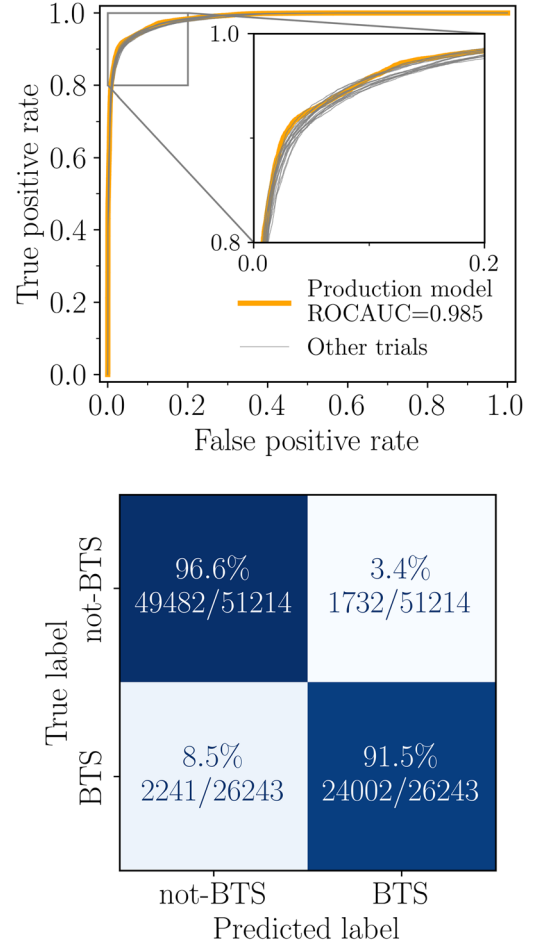 1.0
0.8
0.6
0.4
0.2
0.0
True positive rate
1.0
0.8
0.0
0.2
Production model
ROCAUC=0.985
Other trials
0.0 0.2 0.4 0.6 0.8 1.0
False positive rate
True label
not-BTS
BTS
96.6%
49482/51214
3.4%
1732/51214
8.5%
2241/26243
91.5%
24002/26243
not-BTS BTS
Predicted label